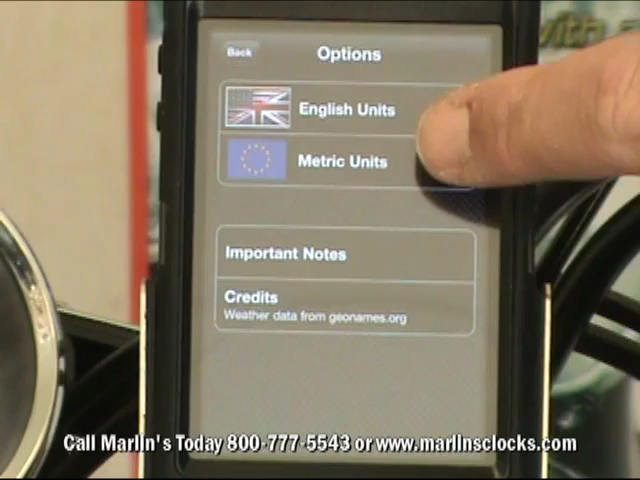 with a
Back
Options
English Units
Metric Units
Important Notes
Credits
Weather data from geonames.org
Call Marlin's Today 800-777-5543 or www.marlinsclocks.com